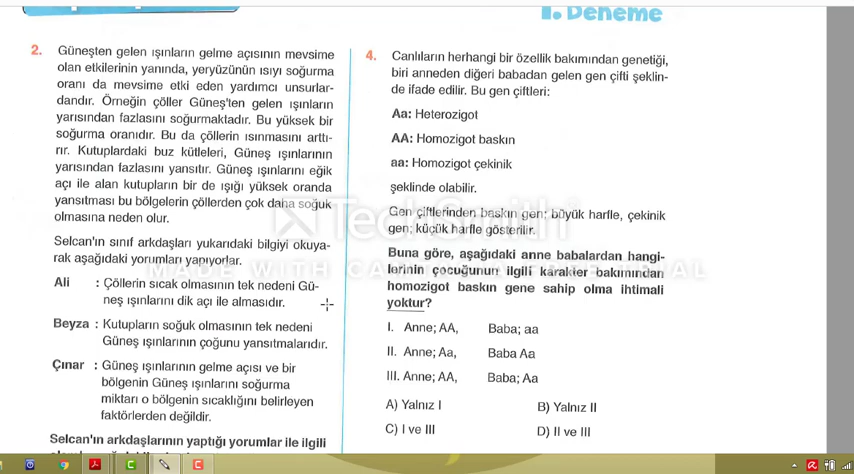 1. Deneme
2. Güneşten gelen ışınların gelme açısının mevsime
olan etkilerinin yanında, yeryüzünün ısıyı soğurma
oranı da mevsime etki eden yardımcı unsurlar-
dandır. Örneğin çöller Güneş'ten gelen ışınların
yarısından fazlasını soğurmaktadır. Bu yüksek bir
soğurma oranıdır. Bu da çöllerin ısınmasını arttı-
rır. Kutuplardaki buz kütleleri, Güneş ışınlarının
yarısından fazlasını yansıtır. Güneş ışınlarını eğik
açı ile alan kutupların bir de ışığı yüksek oranda
yansıtması bu bölgelerin çöllerden çok daha soğuk
olmasına neden olur.
Selcan'ın sınıf arkdaşları yukarıdaki bilgiyi okuya-
rak aşağıdaki yorumları yapıyorlar.
Ali : Çöllerin sıcak olmasının tek nedeni Gü-
neş ışınlarını dik açı ile almasıdır.
Beyza : Kutupların soğuk olmasının tek nedeni
Güneş ışınlarının çoğunu yansıtmalarıdır.
Çınar : Güneş ışınlarının gelme açısı ve bir
bölgenin Güneş ışınlarını soğurma
miktarı o bölgenin sıcaklığını belirleyen
faktörlerden değildir.
Selcan'ın arkdaşlarının yaptığı yorumlar ile ilgili
4. Canlıların herhangi bir özellik bakımından genetiği,
biri anneden diğeri babadan gelen gen çifti şeklin-
de ifade edilir. Bu gen çiftleri:
Aa: Heterozigot
AA: Homozigot baskın
aa: Homozigot çekinik
şeklinde olabilir.
Gen çiftlerinden baskın gen; büyük harfle, çekinik
gen; küçük harfle gösterilir.
Buna göre, aşağıdaki anne babalardan hangi-
lerinin çocuğunun ilgili karakter bakımından
homozigot baskın gene sahip olma ihtimali
yoktur?
I. Anne; AA, Baba; aa
II. Anne; Aa, Baba Aa
III. Anne; AA, Baba; Aa
A) Yalnız I B) Yalnız II
C) I ve III D) II ve III
TechSmith
MADE WITH CAMTASIA FREE TRIAL